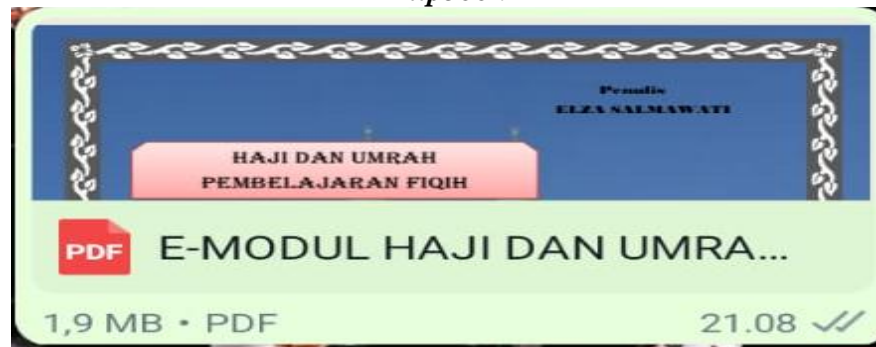 Penulis
ELZA SALMAWATI
HAJI DAN UMRAH
PEMBELAJARAN FIQIH
PDF E-MODUL HAJI DAN UMRA...
1,9 MB • PDF 21.08